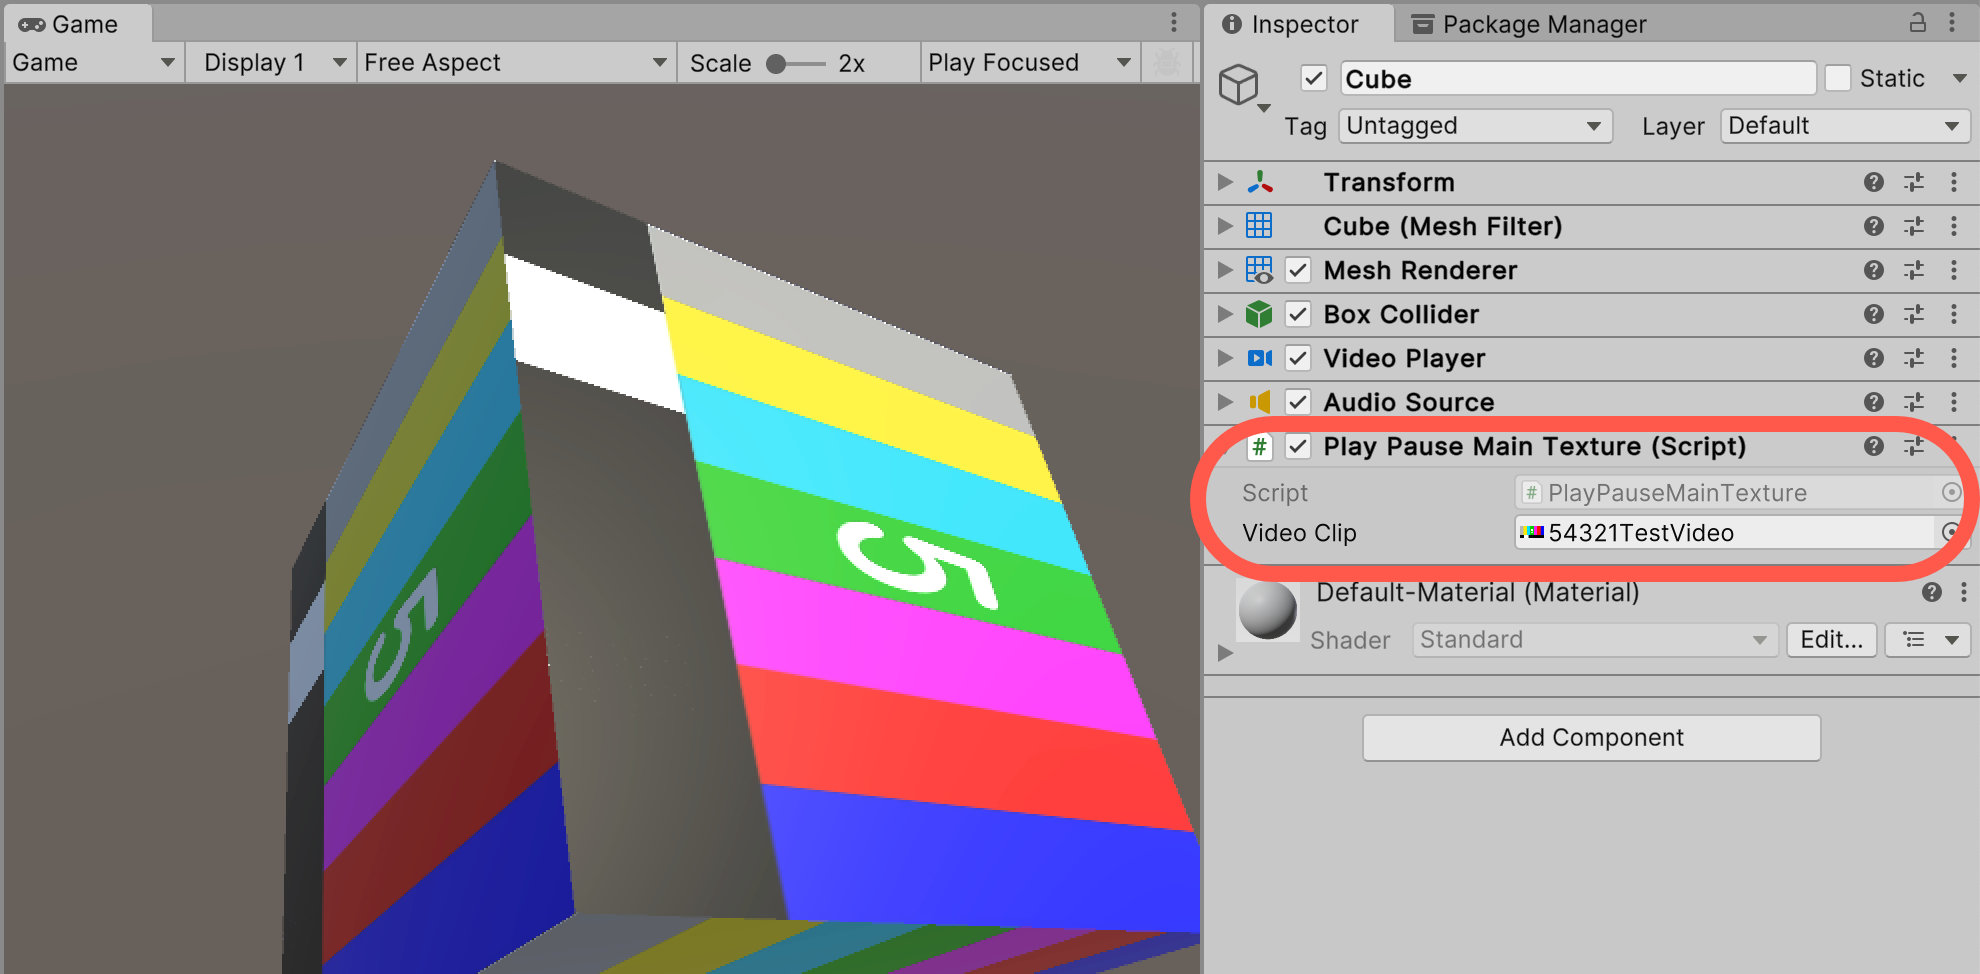 Game
Game Display 1 Free Aspect Scale 2x Play Focused
5
5
Inspector Package Manager
Cube Static
Tag Untagged Layer Default
Transform
Cube (Mesh Filter)
Mesh Renderer
Box Collider
Video Player
Audio Source
# Play Pause Main Texture (Script)
Script # PlayPauseMainTexture
Video Clip 54321TestVideo
Default-Material (Material)
Shader Standard Edit...
Add Component